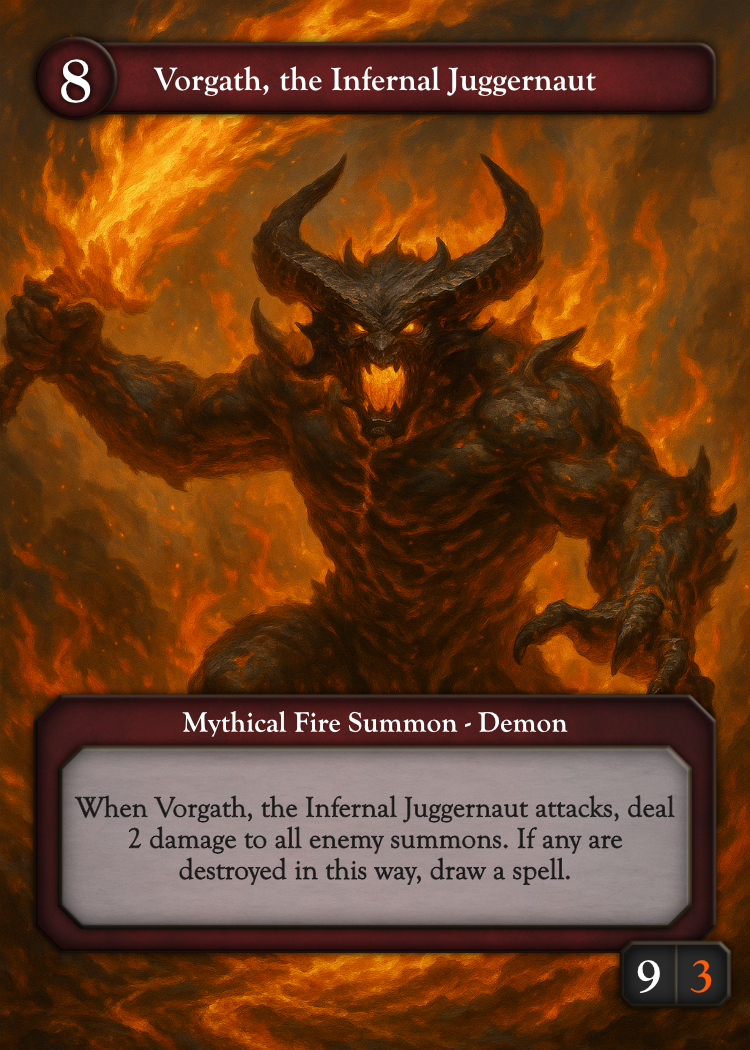 8
Vorgath, the Infernal Juggernaut
Mythical Fire Summon - Demon
When Vorgath, the Infernal Juggernaut attacks, deal
2 damage to all enemy summons. If any are
destroyed in this way, draw a spell.
9 3